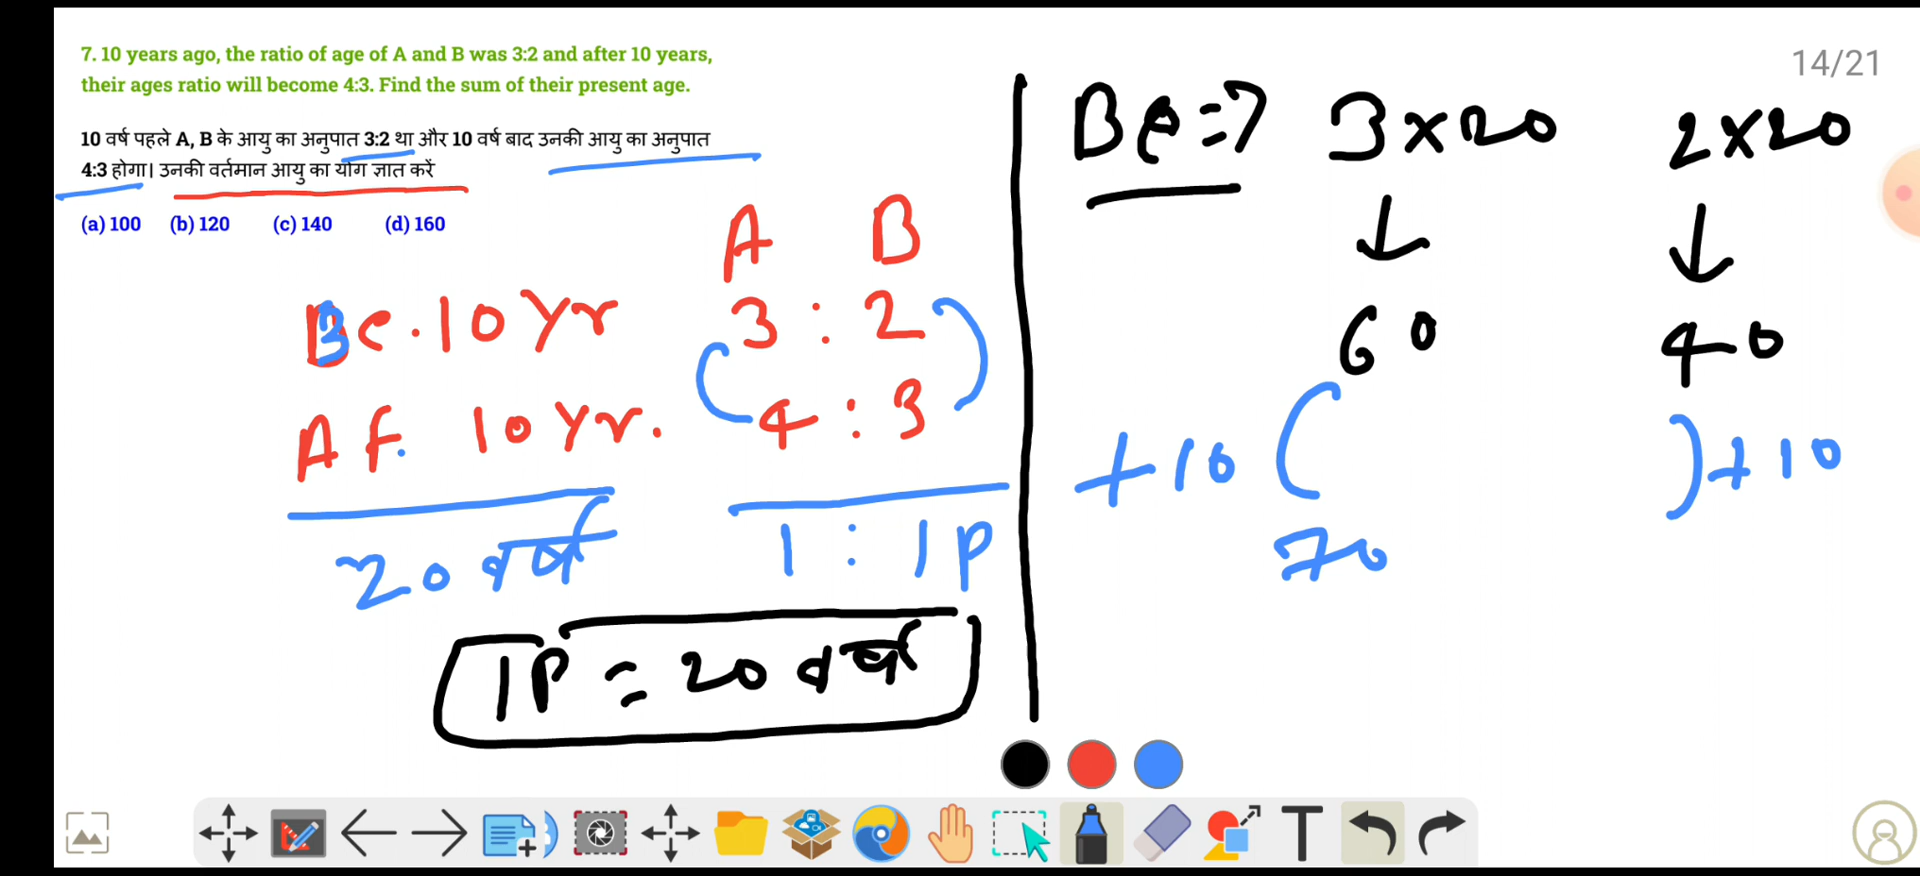 7. 10 years ago, the ratio of age of A and B was 3:2 and after 10 years,
their ages ratio will become 4:3. Find the sum of their present age.
10 वर्ष पहले A, B के आयु का अनुपात 3:2 था और 10 वर्ष बाद उनकी आयु का अनुपात
4:3 होगा। उनकी वर्तमान आयु का योग ज्ञात करें
(a) 100 (b) 120 (c) 140 (d) 160
A B
Be. 10 Yr 3 : 2
Af. 10 Yr. 4 : 3
20 वर्ष 1 : 1P
1P = 20 वर्ष
14/21
Be => 3×20 2×20
60 40
+10 +10
70
T